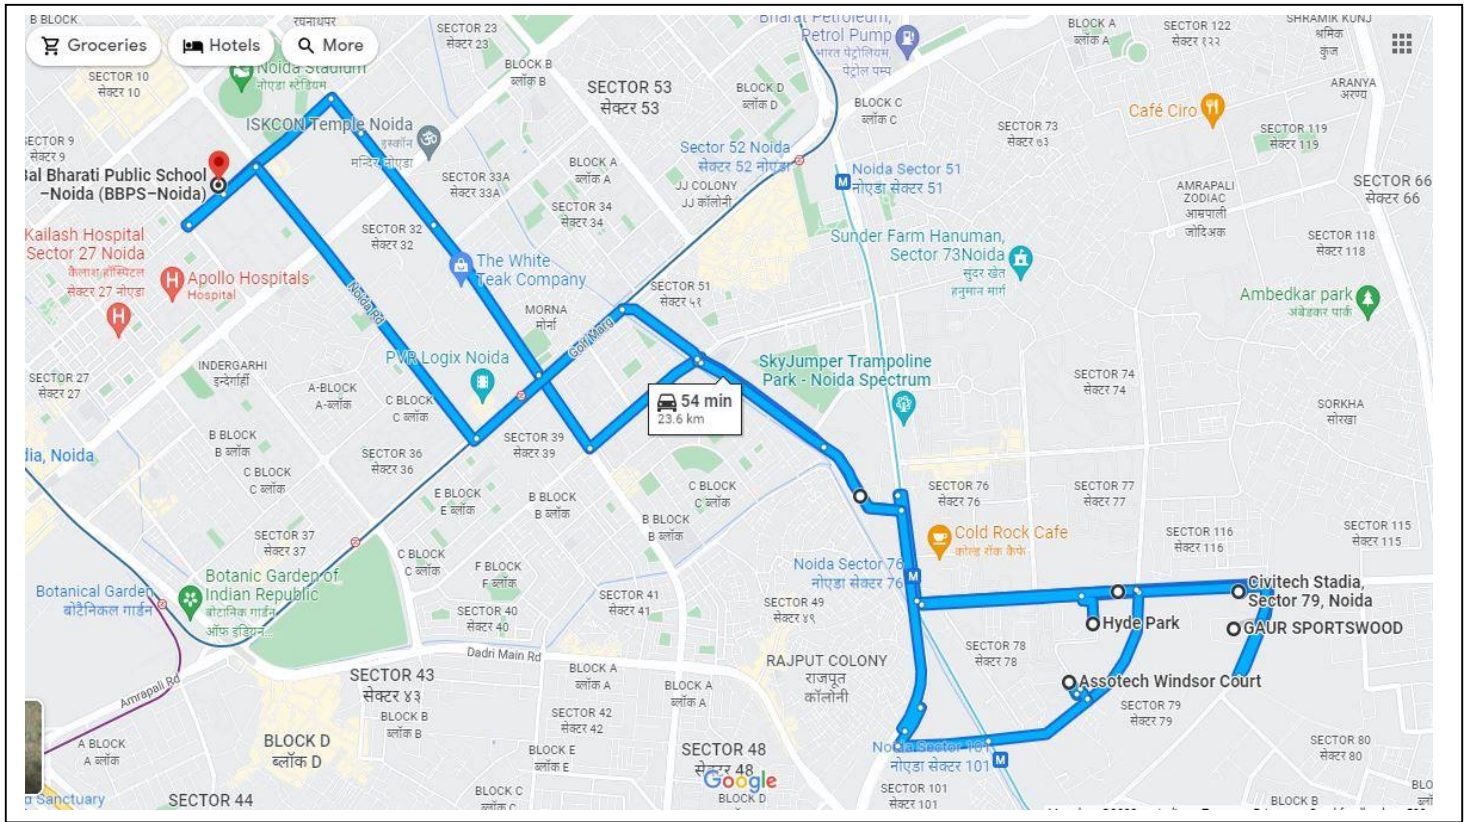 B BLOCK
रघुनाथपुर
Groceries
Hotels
More
SECTOR 23
सेक्टर 23
Petrol Pump
भारत पेट्रोलियम,
पेट्रोल पम्प
BLOCK A
ब्लॉक A
SECTOR 122
सेक्टर १२२
SHRAMIK KUNJ
श्रमिक
कुंज
SECTOR 10
सेक्टर 10
Noida Stadium
नोएडा स्टेडियम
BLOCK B
ब्लॉक B
SECTOR 53
सेक्टर 53
BLOCK D
ब्लॉक D
BLOCK C
ब्लॉक C
ARANYA
अरण्य
Café Ciro
SECTOR 9
सेक्टर 9
ISKCON Temple Noida
इस्कॉन
मन्दिर, नोएडा
Sector 52 Noida
सेक्टर 52 नोएडा
SECTOR 73
सेक्टर 73
SECTOR 119
सेक्टर 119
Bal Bharati Public School
-Noida (BBPS-Noida)
BLOCK A
ब्लॉक A
Noida Sector 51
नोएडा सेक्टर 51
SECTOR 33A
सेक्टर 33A
JJ COLONY
JJ कॉलोनी
AMRAPALI
ZODIAC
आम्रपाली
जोदिअक
SECTOR 66
सेक्टर 66
SECTOR 34
सेक्टर 34
SECTOR 32
सेक्टर 32
Kailash Hospital
Sector 27 Noida
कैलाश हॉस्पिटल
सेक्टर 27 नोएडा
Sunder Farm Hanuman,
Sector 73Noida
सुंदर खेत
हनुमान मार्ग
SECTOR 118
सेक्टर 118
Apollo Hospitals
Hospital
The White
Teak Company
SECTOR 51
सेक्टर ५१
Ambedkar park
अंबेडकर पार्क
Noida Rd
MORNA
मोर्ना
Golf Marg
PVR Logix Noida
SkyJumper Trampoline
Park - Noida Spectrum
INDERGARHI
इन्देर्गार्ही
SECTOR 27
सेक्टर 27
A-BLOCK
A-ब्लॉक
C BLOCK
C ब्लॉक
54 min
23.6 km
SECTOR 74
सेक्टर 74
SORKHA
सोरखा
B BLOCK
B ब्लॉक
SECTOR 36
सेक्टर 36
SECTOR 39
सेक्टर 39
dia, Noida
C BLOCK
C ब्लॉक
E BLOCK
E ब्लॉक
B BLOCK
B ब्लॉक
C BLOCK
C ब्लॉक
SECTOR 76
सेक्टर 76
SECTOR 77
सेक्टर 77
B BLOCK
B ब्लॉक
SECTOR 37
सेक्टर 37
Cold Rock Cafe
कोल्ड रॉक कैफे
SECTOR 116
सेक्टर 116
SECTOR 115
सेक्टर 115
C BLOCK
C ब्लॉक
F BLOCK
F ब्लॉक
Noida Sector 76
नोएडा सेक्टर 76
Botanical Garden
बोटैनिकल गार्डन
Botanic Garden of
Indian Republic
बोटानिक गार्डन
ऑफ इंडियन...
SECTOR 40
सेक्टर 40
SECTOR 41
सेक्टर 41
SECTOR 49
सेक्टर ४९
Civitech Stadia,
Sector 79, Noida
Hyde Park
GAUR SPORTSWOOD
Dadri Main Rd
RAJPUT COLONY
राजपूत
कॉलोनी
SECTOR 78
सेक्टर 78
Amrapali Rd
SECTOR 43
सेक्टर ४३
BLOCK A
ब्लॉक A
BLOCK A
ब्लॉक A
Assotech Windsor Court
SECTOR 79
सेक्टर 79
BLOCK B
ब्लॉक B
SECTOR 42
सेक्टर 42
A BLOCK
A ब्लॉक
BLOCK D
ब्लॉक D
BLOCK E
ब्लॉक E
SECTOR 48
सेक्टर 48
Noida Sector 101
नोएडा सेक्टर 101
SECTOR 80
सेक्टर 80
Google
d Sanctuary
SECTOR 44
BLOCK C
BLOCK D
SECTOR 101
सेक्टर 101
BLOCK B